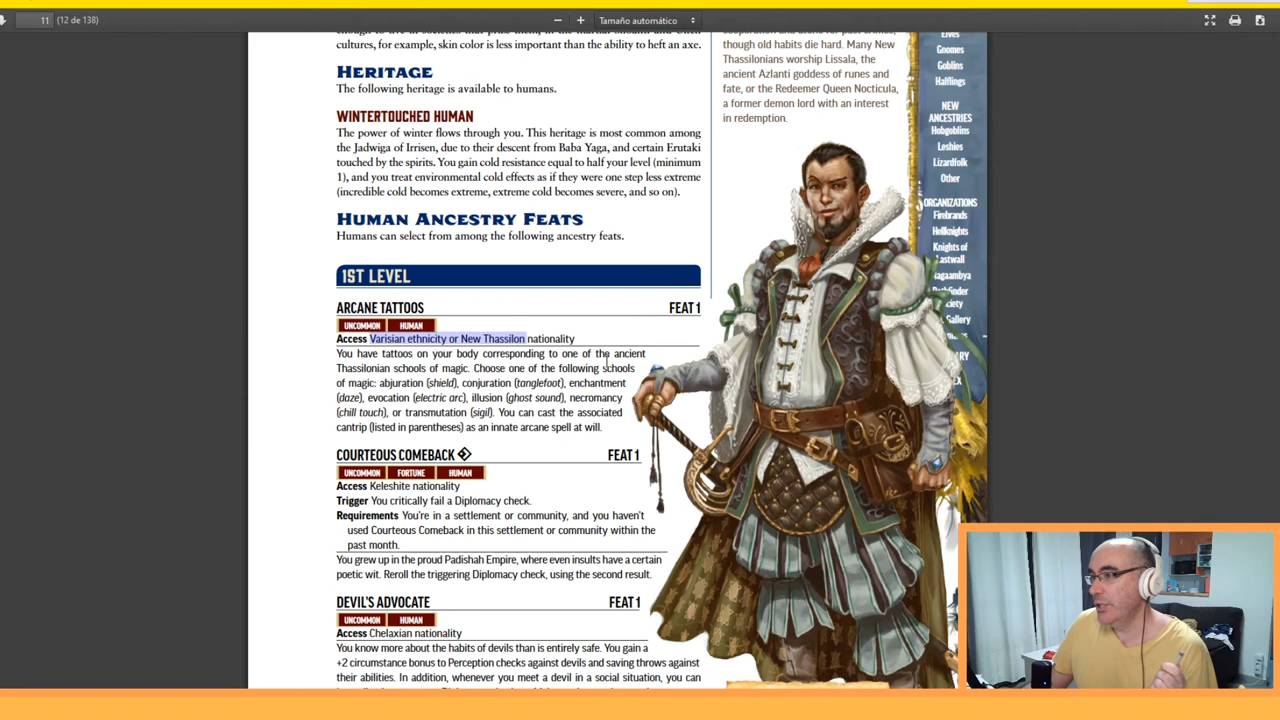 11
(12 de 138)
Tamaño automático
cultures, for example, skin color is less important than the ability to heft an axe.
HERITAGE
The following heritage is available to humans.
WINTERTOUCHED HUMAN
The power of winter flows through you. This heritage is most common among
the Jadwiga of Irrisen, due to their descent from Baba Yaga, and certain Erutaki
touched by the spirits. You gain cold resistance equal to half your level (minimum
1), and you treat environmental cold effects as if they were one step less extreme
(incredible cold becomes extreme, extreme cold becomes severe, and so on).
HUMAN ANCESTRY FEATS
Humans can select from among the following ancestry feats.
1ST LEVEL
ARCANE TATTOOS FEAT 1
UNCOMMON HUMAN
Access Varisian ethnicity or New Thassilon nationality
You have tattoos on your body corresponding to one of the ancient
Thassilonian schools of magic. Choose one of the following schools
of magic: abjuration (shield), conjuration (tanglefoot), enchantment
(daze), evocation (electric arc), illusion (ghost sound), necromancy
(chill touch), or transmutation (sigil). You can cast the associated
cantrip (listed in parentheses) as an innate arcane spell at will.
COURTEOUS COMEBACK FEAT 1
UNCOMMON FORTUNE HUMAN
Access Keleshite nationality
Trigger You critically fail a Diplomacy check.
Requirements You're in a settlement or community, and you haven't
used Courteous Comeback in this settlement or community within the
past month.
You grew up in the proud Padishah Empire, where even insults have a certain
poetic wit. Reroll the triggering Diplomacy check, using the second result.
DEVIL'S ADVOCATE FEAT 1
UNCOMMON HUMAN
Access Chelaxian nationality
You know more about the habits of devils than is entirely safe. You gain a
+2 circumstance bonus to Perception checks against devils and saving throws against
their abilities. In addition, whenever you meet a devil in a social situation, you can
though old habits die hard. Many New
Thassilonians worship Lissala, the
ancient Azlanti goddess of runes and
fate, or the Redeemer Queen Nocticula,
a former demon lord with an interest
in redemption.
Elves
Gnomes
Goblins
Halflings
NEW
ANCESTRIES
Hobgoblins
Leshies
Lizardfolk
Other
ORGANIZATIONS
Firebrands
Hellknights
Knights of
Lastwall